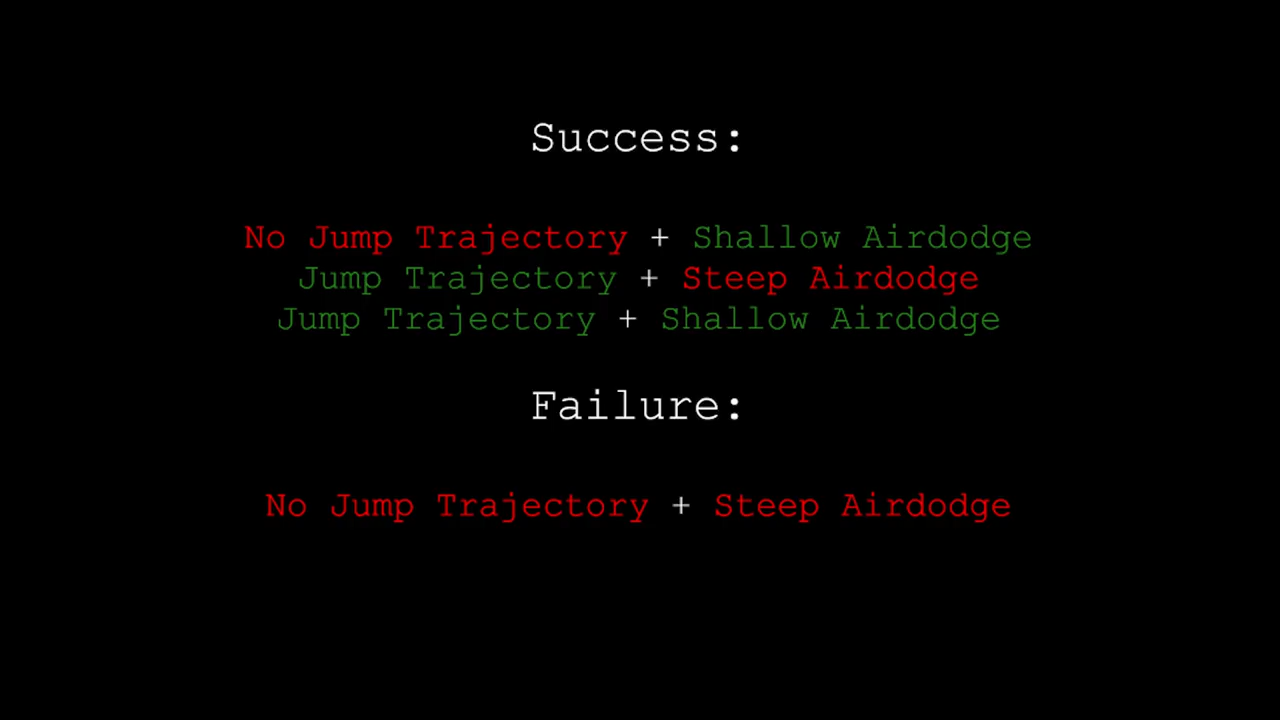 Success:
No Jump Trajectory + Shallow Airdodge
Jump Trajectory + Steep Airdodge
Jump Trajectory + Shallow Airdodge
Failure:
No Jump Trajectory + Steep Airdodge